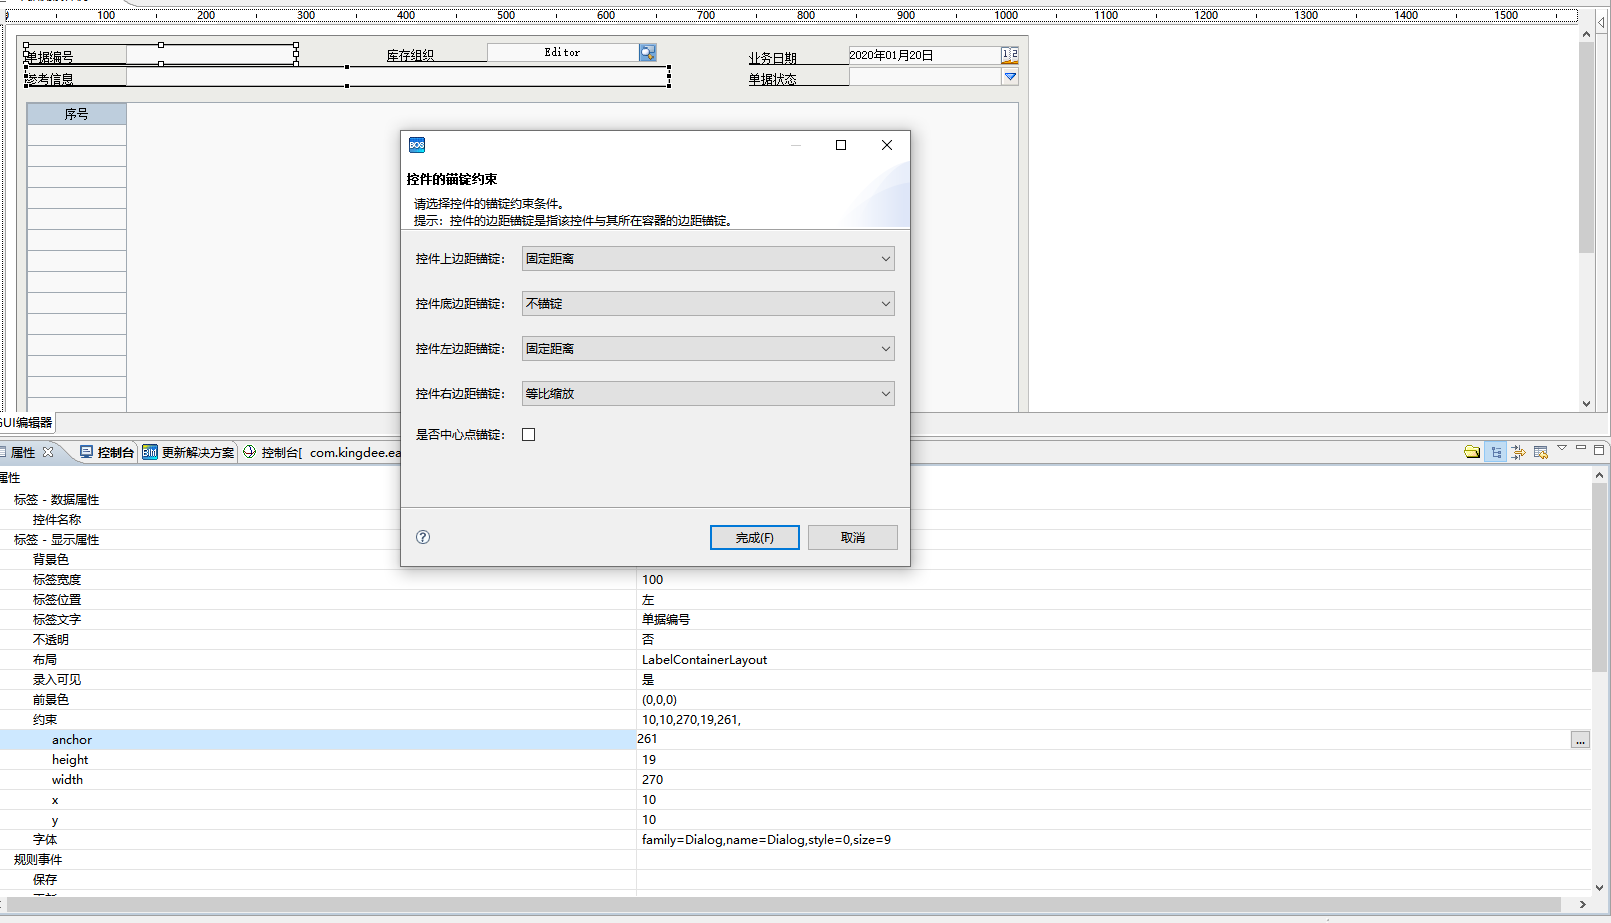 100 200 300 400 500 600 700 800 900 1000 1100 1200 1300 1400 1500
单据编号 库存组织 Editor 业务日期 2020年01月20日
参考信息 单据状态
序号
BOS
控件的锚锭约束
请选择控件的锚锭约束条件。
提示：控件的边距锚锭是指该控件与其所在容器的边距锚锭。
控件上边距锚锭： 固定距离
控件底边距锚锭： 不锚锭
控件左边距锚锭： 固定距离
控件右边距锚锭： 等比缩放
是否中心点锚锭：
完成(F) 取消
GUI编辑器
属性 控制台 BIM 更新解决方案 控制台[ com.kingdee.ea
属性
标签 - 数据属性
控件名称
标签 - 显示属性
背景色
标签宽度 100
标签位置 左
标签文字 单据编号
不透明 否
布局 LabelContainerLayout
录入可见 是
前景色 (0,0,0)
约束 10,10,270,19,261,
anchor 261 ...
height 19
width 270
x 10
y 10
字体 family=Dialog,name=Dialog,style=0,size=9
规则事件
保存